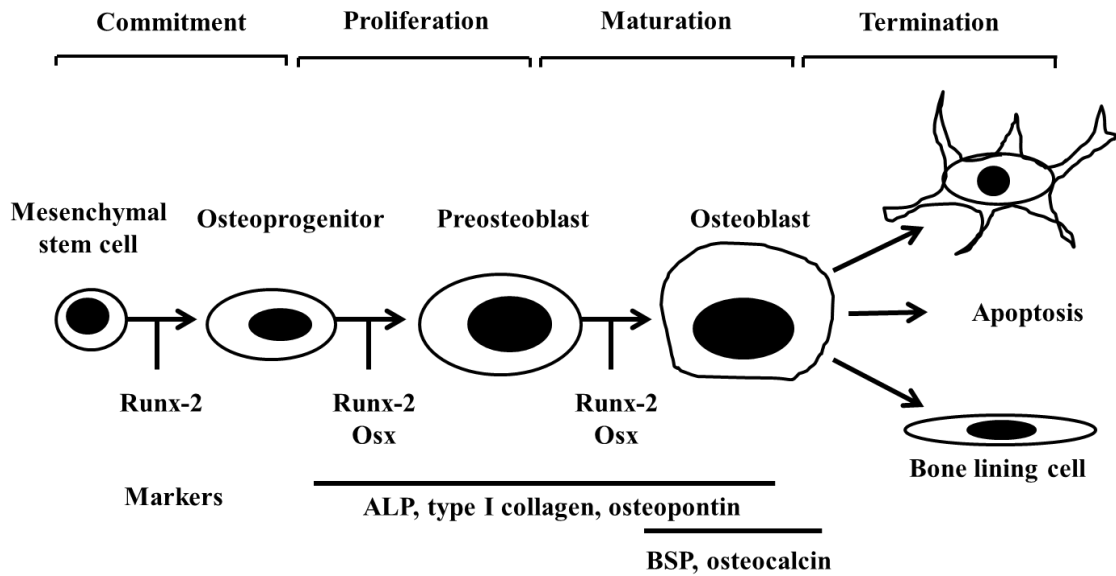 Commitment
Proliferation
Maturation
Termination
Mesenchymal
stem cell
Osteoprogenitor
Preosteoblast
Osteoblast
Apoptosis
Runx-2
Runx-2
Osx
Runx-2
Osx
Bone lining cell
Markers
ALP, type I collagen, osteopontin
BSP, osteocalcin